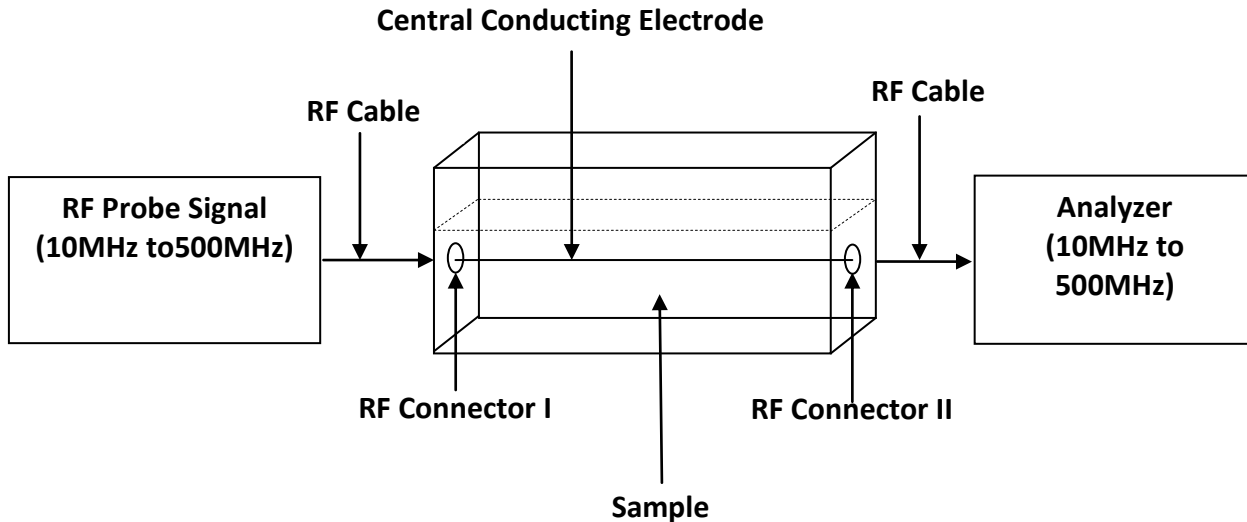 Central Conducting Electrode
RF Cable
RF Cable
RF Probe Signal
(10MHz to500MHz)
Analyzer
(10MHz to
500MHz)
RF Connector I
RF Connector II
Sample